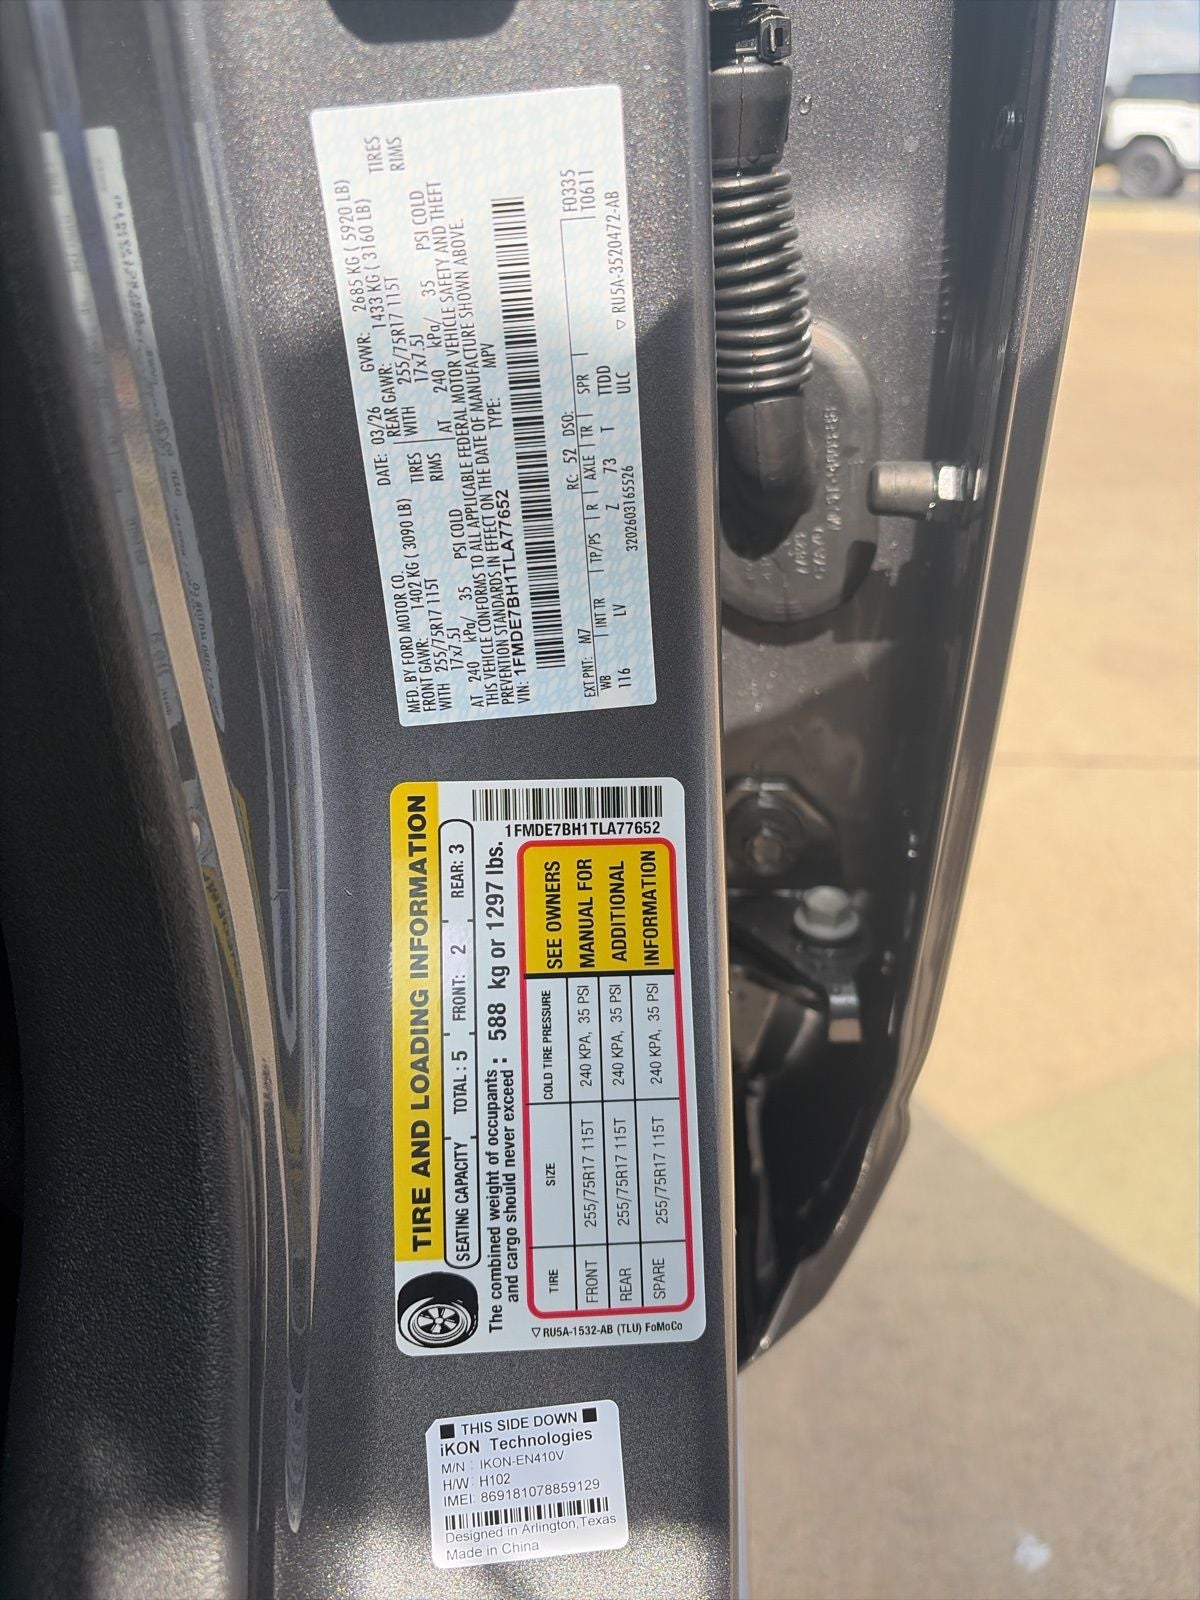 MFD. BY FORD MOTOR CO. DATE: 03/26 GVWR: 2685 KG ( 5920 LB)
FRONT GAWR: 1402 KG ( 3090 LB) REAR GAWR: 1433 KG ( 3160 LB)
WITH 255/75R17 115T TIRES WITH 255/75R17 115T TIRES
17x7.5J RIMS 17x7.5J RIMS
AT 240 kPa/ 35 PSI COLD AT 240 kPa/ 35 PSI COLD
THIS VEHICLE CONFORMS TO ALL APPLICABLE FEDERAL MOTOR VEHICLE SAFETY AND THEFT
PREVENTION STANDARDS IN EFFECT ON THE DATE OF MANUFACTURE SHOWN ABOVE.
VIN: 1FMDE7BH1TLA77652 TYPE: MPV
F0335
EXT PNT: M7 RC: 52 DSO: T0611
WB INT TR TP/PS R AXLE TR SPR
116 LV Z 73 T TTDD
3202603165526 ULC ▽RU5A-3520472-AB
TIRE AND LOADING INFORMATION
SEATING CAPACITY TOTAL : 5 FRONT: 2 REAR: 3
The combined weight of occupants and cargo should never exceed : 588 kg or 1297 lbs.
1FMDE7BH1TLA77652
TIRE SIZE COLD TIRE PRESSURE
FRONT 255/75R17 115T 240 KPA, 35 PSI
REAR 255/75R17 115T 240 KPA, 35 PSI
SPARE 255/75R17 115T 240 KPA, 35 PSI
SEE OWNERS
MANUAL FOR
ADDITIONAL
INFORMATION
▽RU5A-1532-AB (TLU) FoMoCo
■ THIS SIDE DOWN ■
iKON Technologies
M/N : IKON-EN410V
H/W : H102
IMEI: 869181078859129
Designed in Arlington,Texas
Made in China